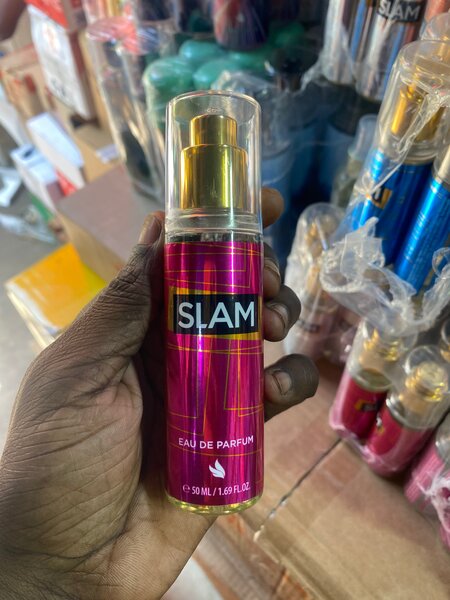 SLAM
EAU DE PARFUM
℮ 50 ML / 1.69 FL.OZ.
SLAM